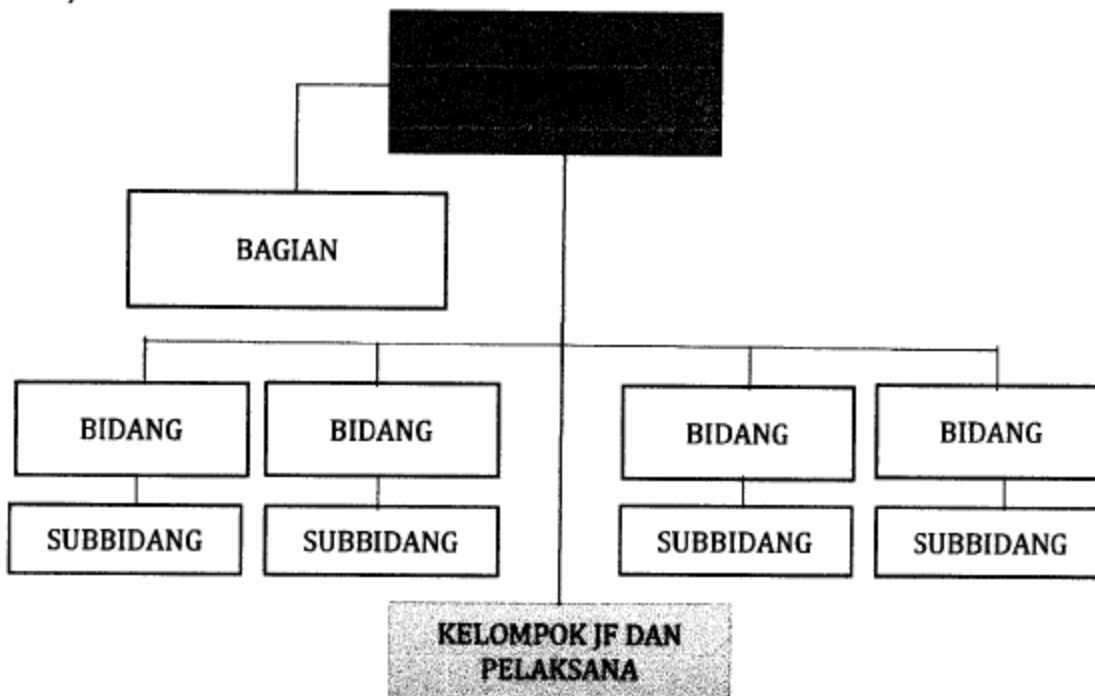 BAGIAN
BIDANG
BIDANG
BIDANG
BIDANG
SUBBIDANG
SUBBIDANG
SUBBIDANG
SUBBIDANG
KELOMPOK JF DAN
PELAKSANA